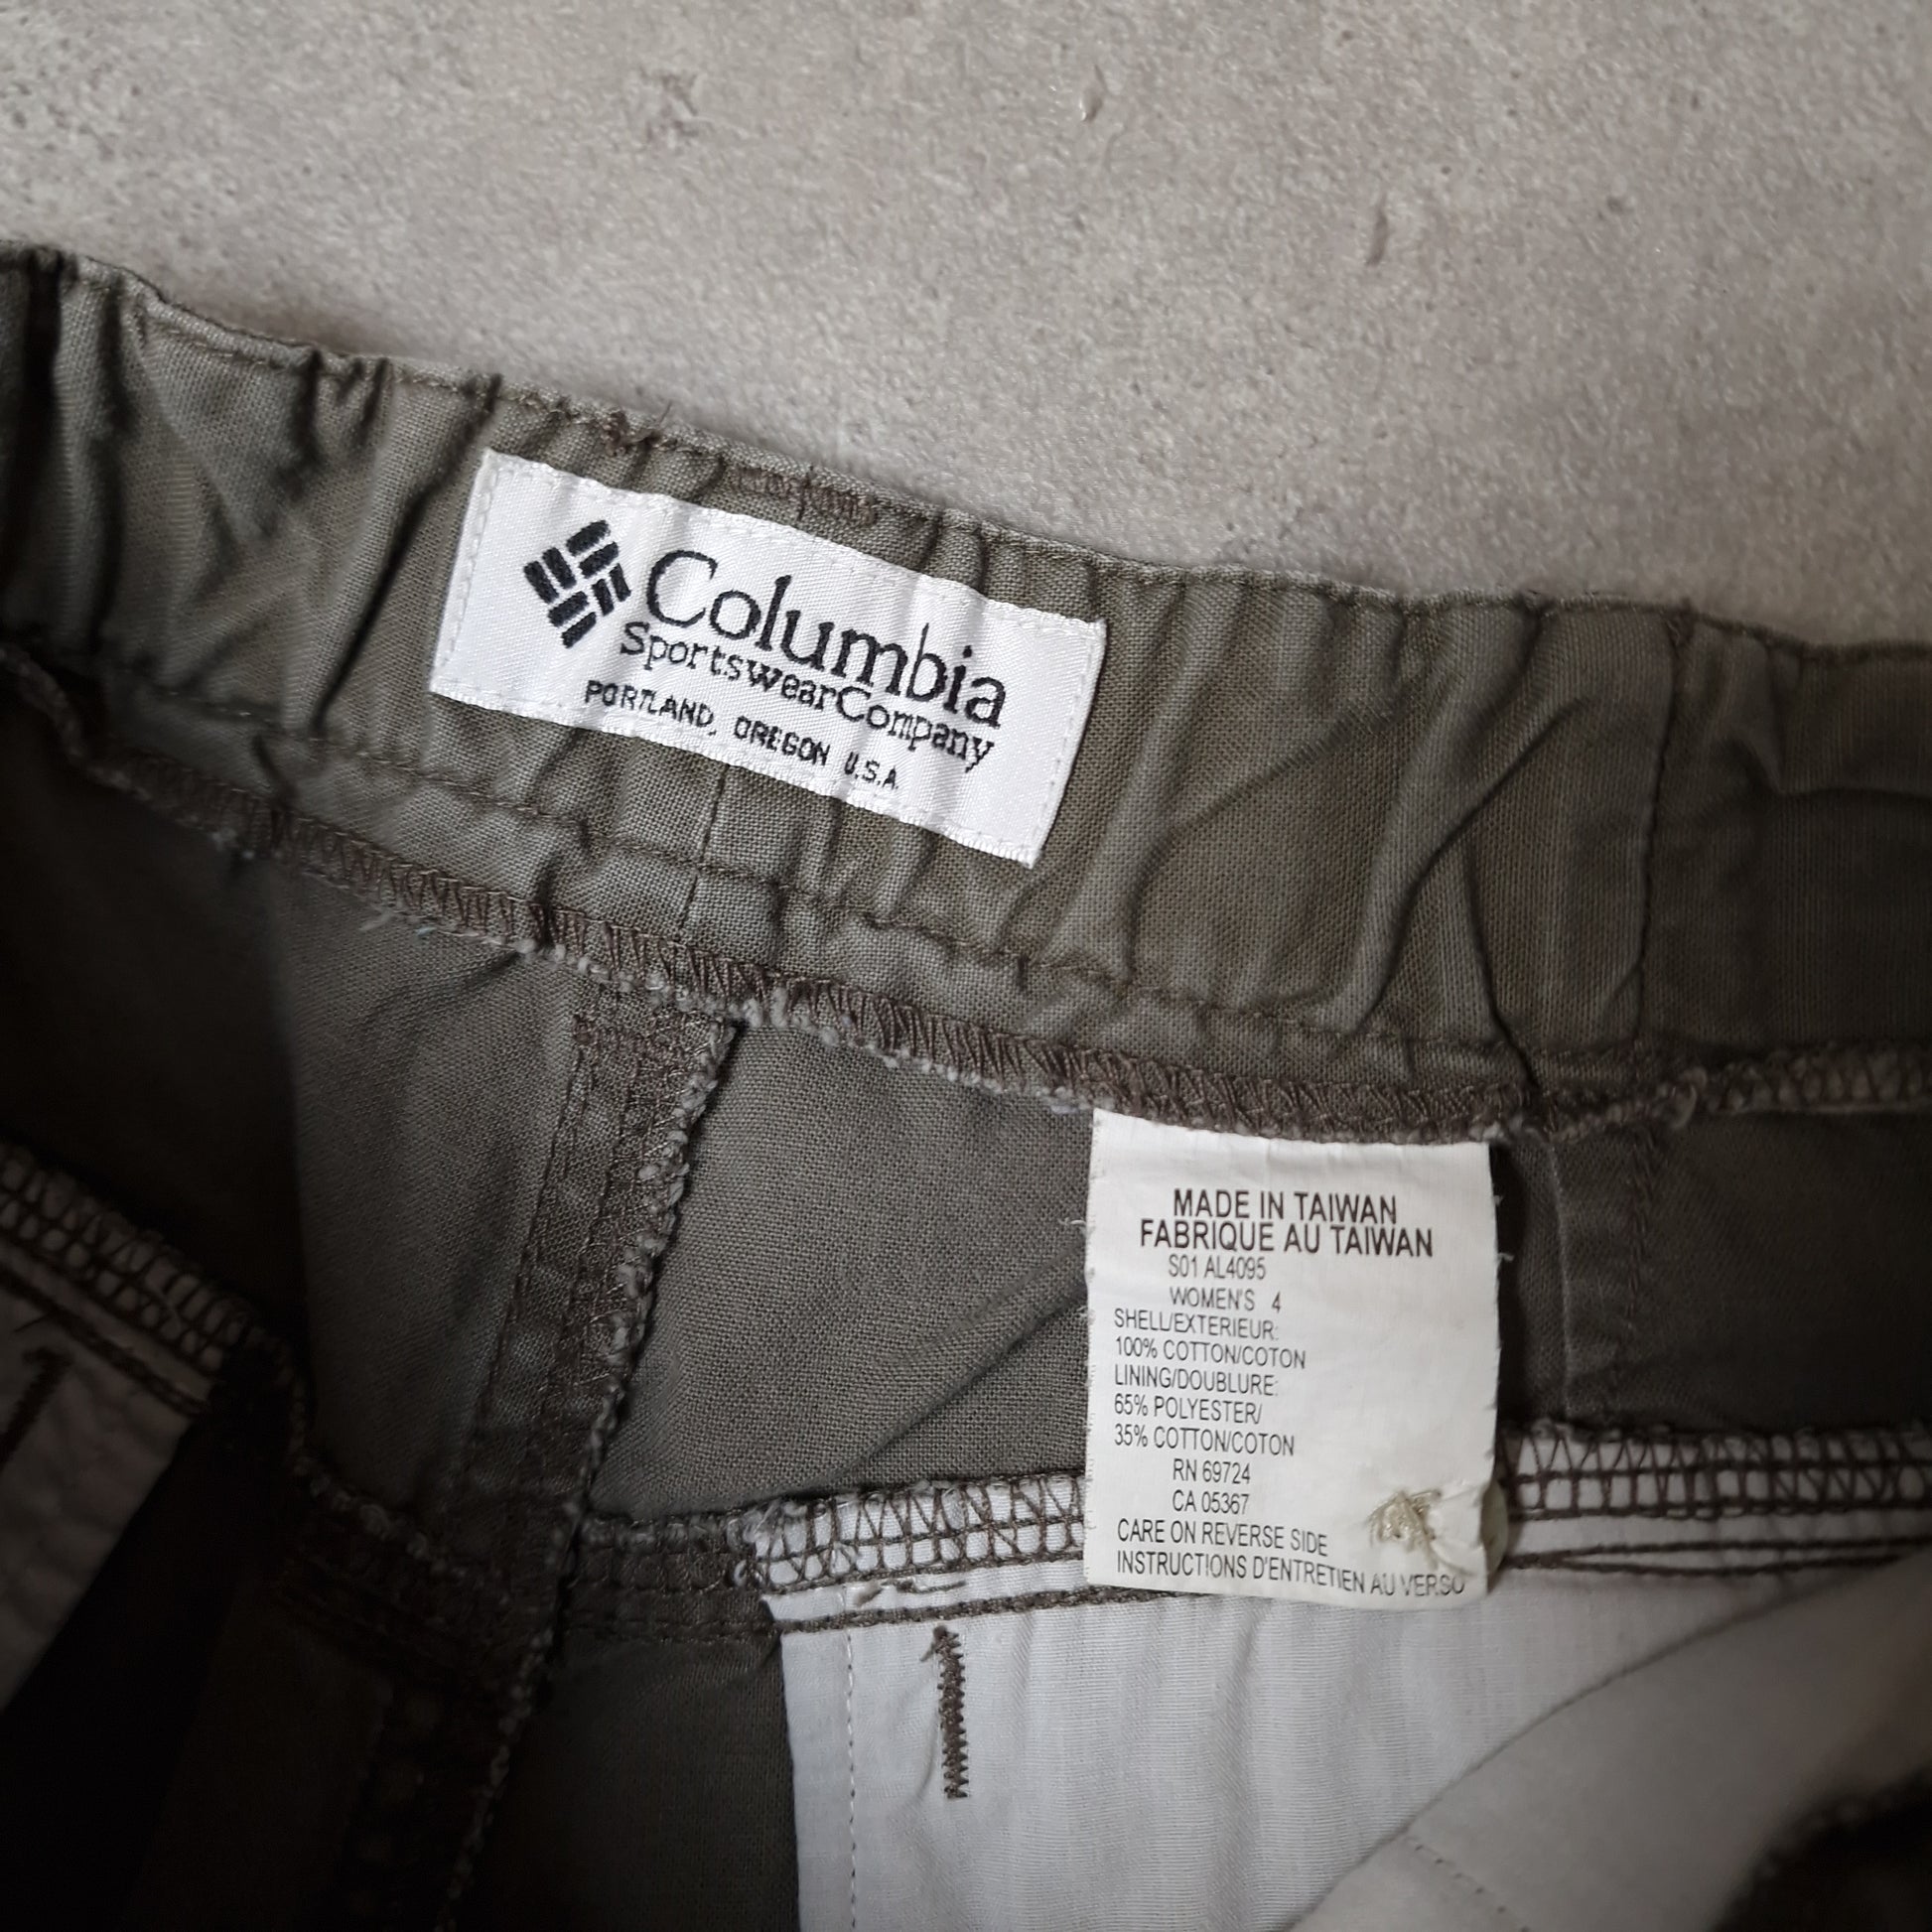 Columbia
SportswearCompany
PORTLAND, OREGON U.S.A.
MADE IN TAIWAN
FABRIQUE AU TAIWAN
S01 AL4095
WOMEN'S 4
SHELL/EXTERIEUR:
100% COTTON/COTON
LINING/DOUBLURE:
65% POLYESTER/
35% COTTON/COTON
RN 69724
CA 05367
CARE ON REVERSE SIDE
INSTRUCTIONS D'ENTRETIEN AU VERSO